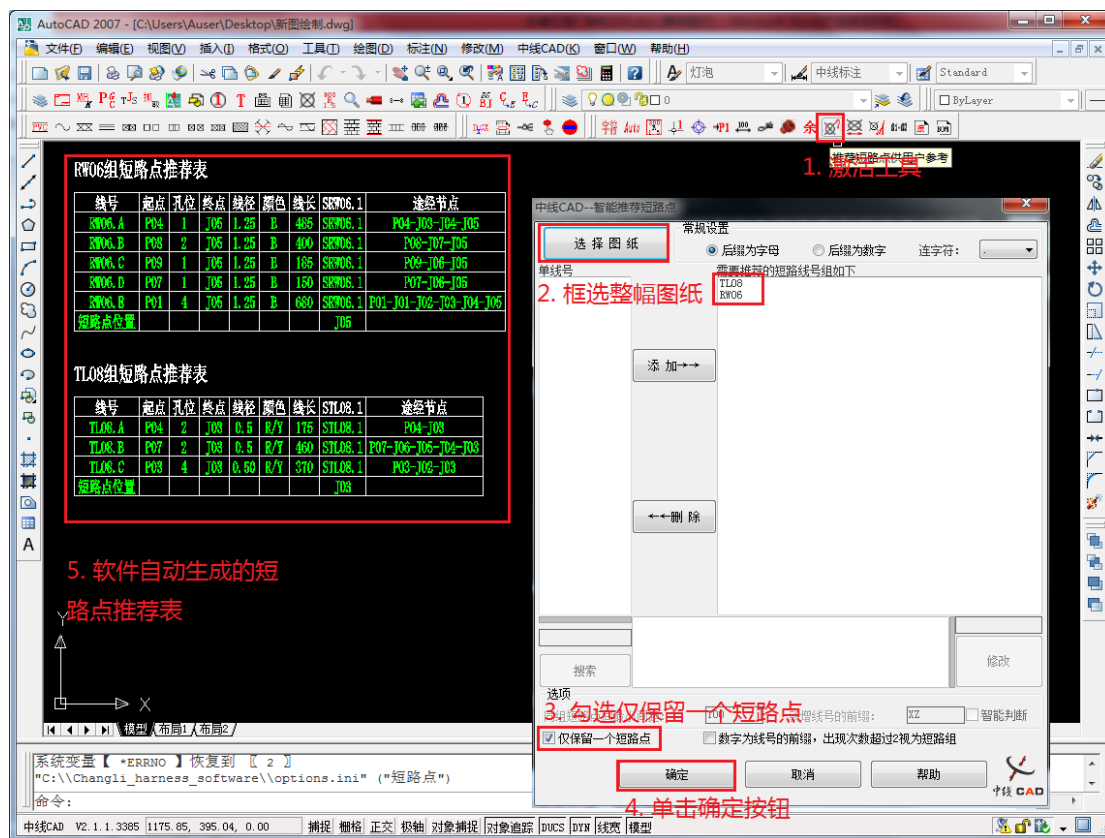 AutoCAD 2007 - [C:\Users\Auser\Desktop\新图绘制.dwg]
文件(F) 编辑(E) 视图(V) 插入(I) 格式(O) 工具(T) 绘图(D) 标注(N) 修改(M) 中线CAD(K) 窗口(W) 帮助(H)
灯泡 中线标注 Standard
0 ByLayer
推荐短路点供用户参考
1. 激活工具
RW06组短路点推荐表
线号 起点 孔位 终点 线径 颜色 线长 SRW06.1 途经节点
RW06.A P04 1 J05 1.25 B 485 SRW06.1 P04-J03-J04-J05
RW06.B P08 2 J05 1.25 B 400 SRW06.1 P08-J07-J05
RW06.C P09 1 J05 1.25 B 185 SRW06.1 P09-J06-J05
RW06.D P07 1 J05 1.25 B 150 SRW06.1 P07-J06-J05
RW06.E P01 4 J05 1.25 B 680 SRW06.1 P01-J01-J02-J03-J04-J05
短路点位置 J05
TL08组短路点推荐表
线号 起点 孔位 终点 线径 颜色 线长 STL08.1 途经节点
TL08.A P04 2 J03 0.5 R/Y 175 STL08.1 P04-J03
TL08.B P07 2 J03 0.5 R/Y 460 STL08.1 P07-J06-J05-J04-J03
TL08.C P03 4 J03 0.50 R/Y 370 STL08.1 P03-J02-J03
短路点位置 J03
5. 软件自动生成的短
路点推荐表
Y
X
中线CAD--智能推荐短路点
选择图纸
常规设置
后缀为字母 后缀为数字 连字符: .
单线号
需要推荐的短路线号组如下
TL08
RW06
2. 框选整幅图纸
添 加→→
←←删 除
搜索
修改
选项
3. 勾选仅保留一个短路点
100 增线号的前缀: XZ 智能判断
仅保留一个短路点 数字为线号的前缀，出现次数超过2视为短路组
确定 取消 帮助
中线 CAD
4. 单击确定按钮
模型 布局1 布局2
系统变量【 *ERRNO 】恢复到 〖 2 〗
"C:\\Changli_harness_software\\options.ini" ("短路点")
命令:
中线CAD V2.1.1.3385 1175.85, 395.04, 0.00 捕捉 栅格 正交 极轴 对象捕捉 对象追踪 DUCS DYN 线宽 模型